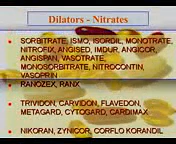 Dilators - Nitrates
• SORBITRATE, ISMO, ISORDIL, MONOTRATE,
NITROFIX, ANGISED, IMDUR, ANGICOR,
ANGISPAN, VASOTRATE,
MONOSORBITRATE, NITROCONTIN,
VASOPRIN
• RANOZEX, RANX
• TRIVIDON, CARVIDON, FLAVEDON,
METAGARD, CYTOGARD, CARDIMAX
• NIKORAN, ZYNICOR, CORFLO KORANDIL